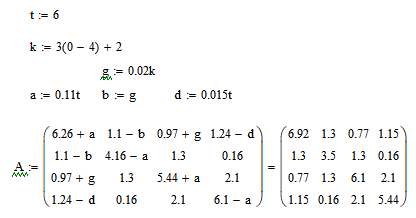 t := 6
k := 3(0 − 4) + 2
g := 0.02k
a := 0.11t b := g d := 0.015t
6.26 + a 1.1 − b 0.97 + g 1.24 − d 6.92 1.3 0.77 1.15
1.1 − b 4.16 − a 1.3 0.16 1.3 3.5 1.3 0.16
A := =
0.97 + g 1.3 5.44 + a 2.1 0.77 1.3 6.1 2.1
1.24 − d 0.16 2.1 6.1 − a 1.15 0.16 2.1 5.44